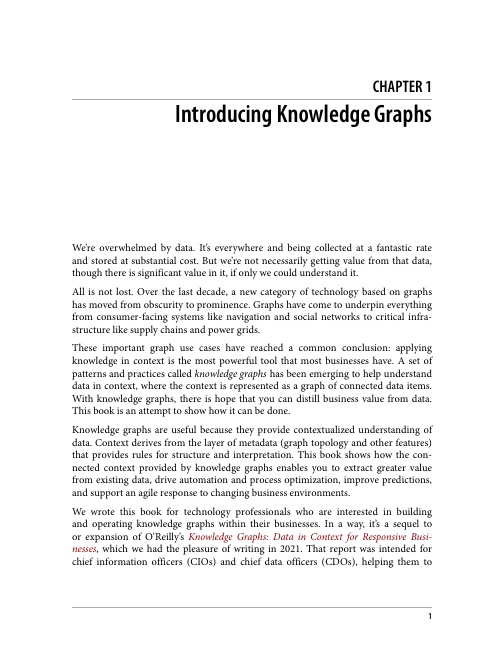 CHAPTER 1
Introducing Knowledge Graphs
We’re overwhelmed by data. It’s everywhere and being collected at a fantastic rate
and stored at substantial cost. But we’re not necessarily getting value from that data,
though there is significant value in it, if only we could understand it.
All is not lost. Over the last decade, a new category of technology based on graphs
has moved from obscurity to prominence. Graphs have come to underpin everything
from consumer-facing systems like navigation and social networks to critical infra-
structure like supply chains and power grids.
These important graph use cases have reached a common conclusion: applying
knowledge in context is the most powerful tool that most businesses have. A set of
patterns and practices called knowledge graphs has been emerging to help understand
data in context, where the context is represented as a graph of connected data items.
With knowledge graphs, there is hope that you can distill business value from data.
This book is an attempt to show how it can be done.
Knowledge graphs are useful because they provide contextualized understanding of
data. Context derives from the layer of metadata (graph topology and other features)
that provides rules for structure and interpretation. This book shows how the con-
nected context provided by knowledge graphs enables you to extract greater value
from existing data, drive automation and process optimization, improve predictions,
and support an agile response to changing business environments.
We wrote this book for technology professionals who are interested in building
and operating knowledge graphs within their businesses. In a way, it’s a sequel to
or expansion of O’Reilly’s Knowledge Graphs: Data in Context for Responsive Busi-
nesses, which we had the pleasure of writing in 2021. That report was intended for
chief information officers (CIOs) and chief data officers (CDOs), helping them to
1